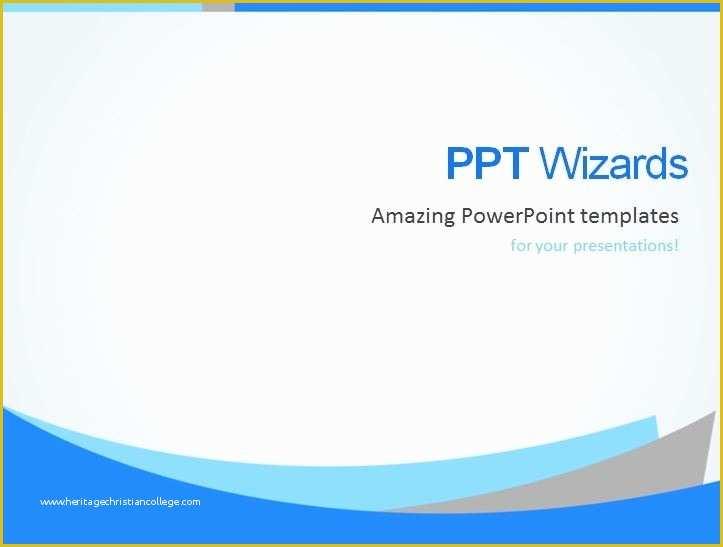 PPT Wizards
Amazing PowerPoint templates
for your presentations!
www.heritagechristiancollege.com